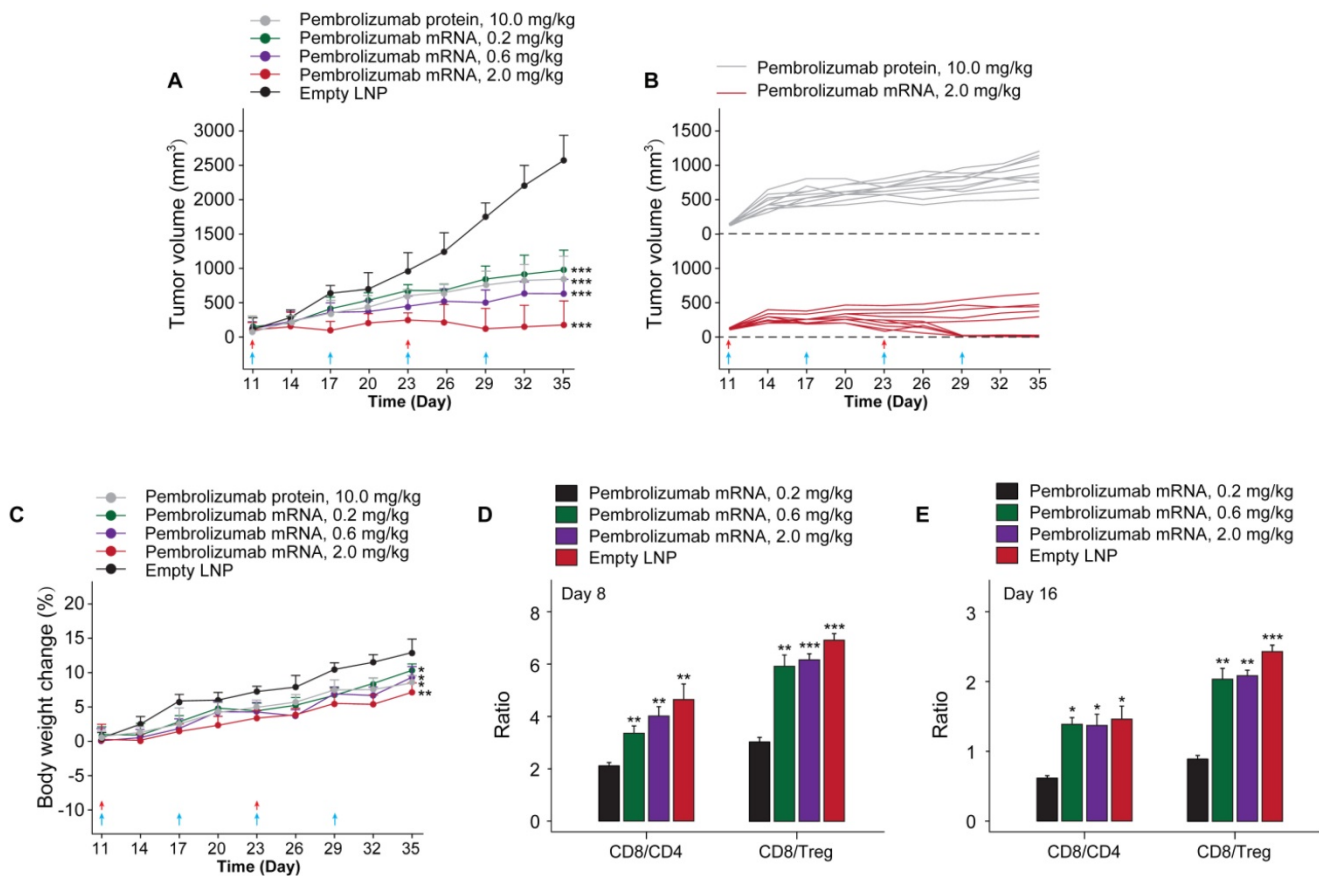 A
Pembrolizumab protein, 10.0 mg/kg
Pembrolizumab mRNA, 0.2 mg/kg
Pembrolizumab mRNA, 0.6 mg/kg
Pembrolizumab mRNA, 2.0 mg/kg
Empty LNP
Tumor volume (mm³)
3000
2500
2000
1500
1000
500
0
***
***
***
***
11 14 17 20 23 26 29 32 35
Time (Day)
B
Pembrolizumab protein, 10.0 mg/kg
Pembrolizumab mRNA, 2.0 mg/kg
Tumor volume (mm³)
1500
1000
500
0
500
0
11 14 17 20 23 26 29 32 35
Time (Day)
C
Pembrolizumab protein, 10.0 mg/kg
Pembrolizumab mRNA, 0.2 mg/kg
Pembrolizumab mRNA, 0.6 mg/kg
Pembrolizumab mRNA, 2.0 mg/kg
Empty LNP
Body weight change (%)
20
15
10
5
0
-5
-10
*
*
*
**
11 14 17 20 23 26 29 32 35
Time (Day)
D
Pembrolizumab mRNA, 0.2 mg/kg
Pembrolizumab mRNA, 0.6 mg/kg
Pembrolizumab mRNA, 2.0 mg/kg
Empty LNP
Day 8
Ratio
8
6
4
2
0
** ** **
** *** ***
CD8/CD4 CD8/Treg
E
Pembrolizumab mRNA, 0.2 mg/kg
Pembrolizumab mRNA, 0.6 mg/kg
Pembrolizumab mRNA, 2.0 mg/kg
Empty LNP
Day 16
Ratio
3
2
1
0
* * *
** ** ***
CD8/CD4 CD8/Treg